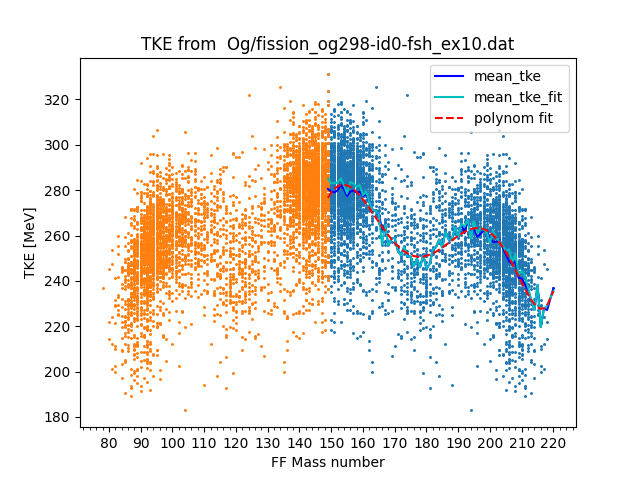 TKE from  Og/fission_og298-id0-fsh_ex10.dat
mean_tke
mean_tke_fit
polynom fit
TKE [MeV]
320
300
280
260
240
220
200
180
80 90 100 110 120 130 140 150 160 170 180 190 200 210 220
FF Mass number